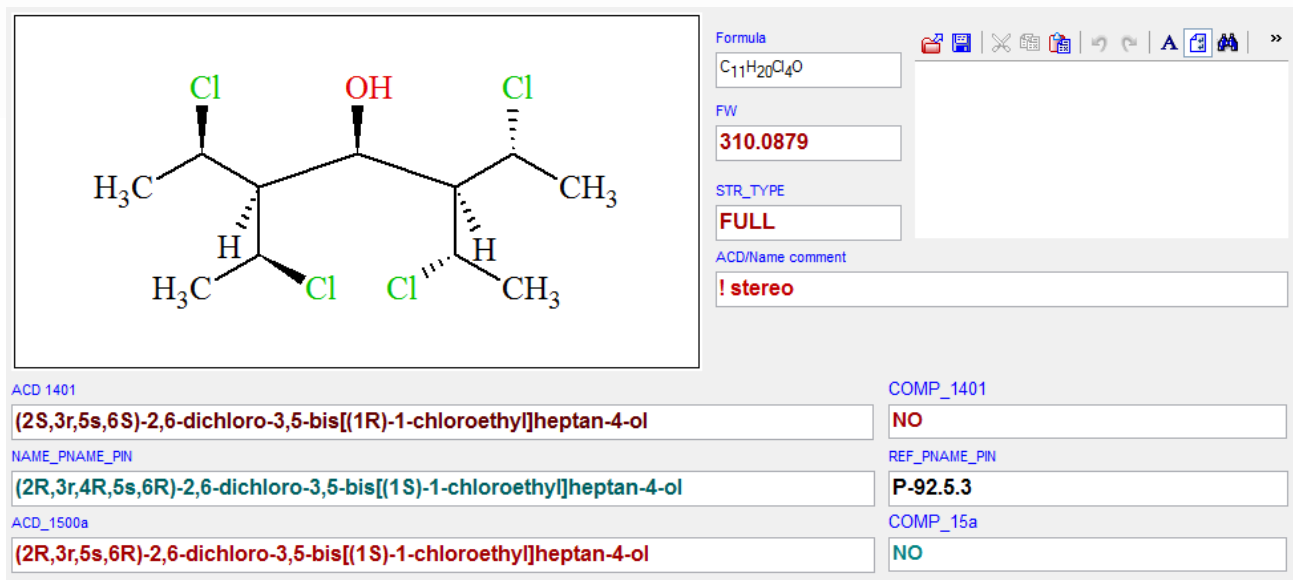 Cl OH Cl
H₃C CH₃
H H
H₃C Cl Cl CH₃
Formula
C₁₁H₂₀Cl₄O
FW
310.0879
STR_TYPE
FULL
A »
ACD/Name comment
! stereo
ACD 1401
(2S,3r,5s,6S)-2,6-dichloro-3,5-bis[(1R)-1-chloroethyl]heptan-4-ol
COMP_1401
NO
NAME_PNAME_PIN
(2R,3r,4R,5s,6R)-2,6-dichloro-3,5-bis[(1S)-1-chloroethyl]heptan-4-ol
REF_PNAME_PIN
P-92.5.3
ACD_1500a
(2R,3r,5s,6R)-2,6-dichloro-3,5-bis[(1S)-1-chloroethyl]heptan-4-ol
COMP_15a
NO